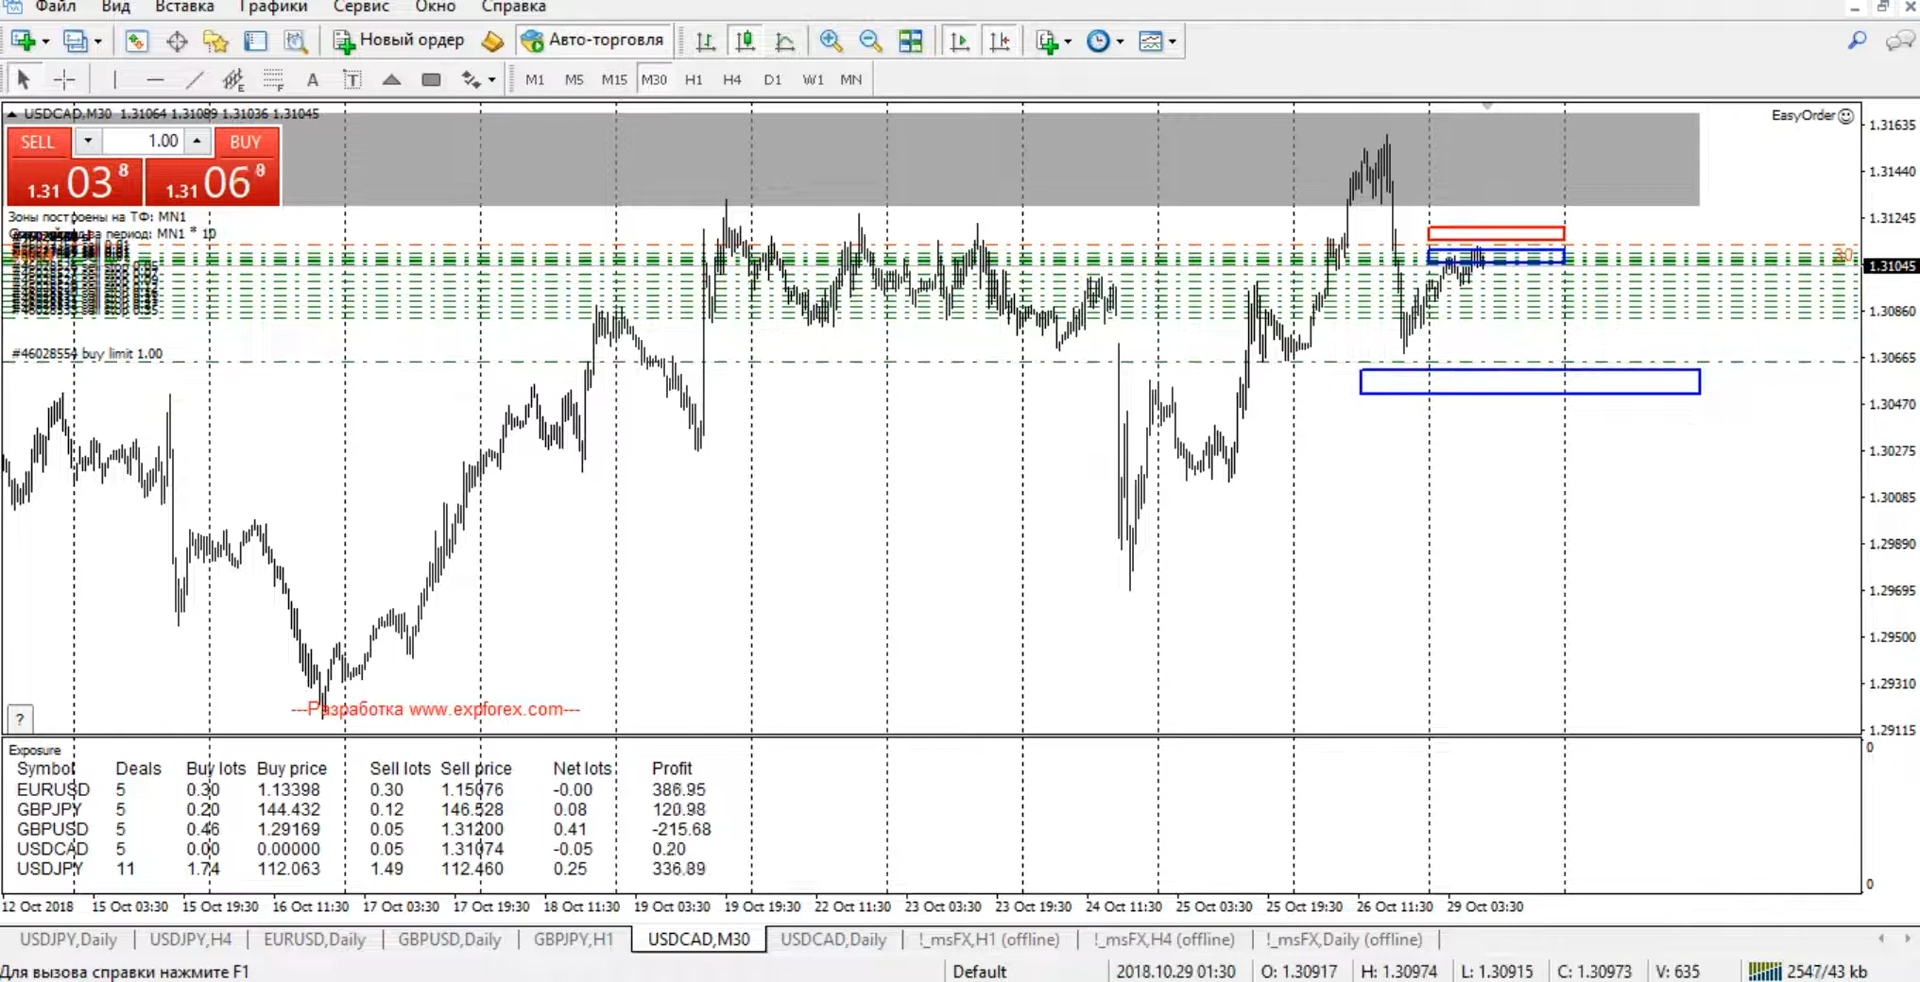 Файл Вид Вставка Графики Сервис Окно Справка
Новый ордер Авто-торговля
A T M1 M5 M15 M30 H1 H4 D1 W1 MN
USDCAD,M30 1.31064 1.31089 1.31036 1.31045
EasyOrder
SELL 1.00 BUY
1.31 03 8 1.31 06 8
Зоны построены на ТФ: MN1
за период: MN1 * 10
#46028554 buy limit 1.00
30
1.31635
1.31440
1.31245
1.31045
1.30860
1.30665
1.30470
1.30275
1.30085
1.29890
1.29695
1.29500
1.29310
1.29115
---Разработка www.expforex.com---
?
Exposure
Symbol Deals Buy lots Buy price Sell lots Sell price Net lots Profit
EURUSD 5 0.30 1.13398 0.30 1.15076 -0.00 386.95
GBPJPY 5 0.20 144.432 0.12 146.528 0.08 120.98
GBPUSD 5 0.46 1.29169 0.05 1.31200 0.41 -215.68
USDCAD 5 0.00 0.00000 0.05 1.31074 -0.05 0.20
USDJPY 11 1.74 112.063 1.49 112.460 0.25 336.89
0
0
12 Oct 2018 15 Oct 03:30 15 Oct 19:30 16 Oct 11:30 17 Oct 03:30 17 Oct 19:30 18 Oct 11:30 19 Oct 03:30 19 Oct 19:30 22 Oct 11:30 23 Oct 03:30 23 Oct 19:30 24 Oct 11:30 25 Oct 03:30 25 Oct 19:30 26 Oct 11:30 29 Oct 03:30
USDJPY,Daily USDJPY,H4 EURUSD,Daily GBPUSD,Daily GBPJPY,H1 USDCAD,M30 USDCAD,Daily !_msFX,H1 (offline) !_msFX,H4 (offline) !_msFX,Daily (offline)
Для вызова справки нажмите F1 Default 2018.10.29 01:30 O: 1.30917 H: 1.30974 L: 1.30915 C: 1.30973 V: 635 2547/43 kb